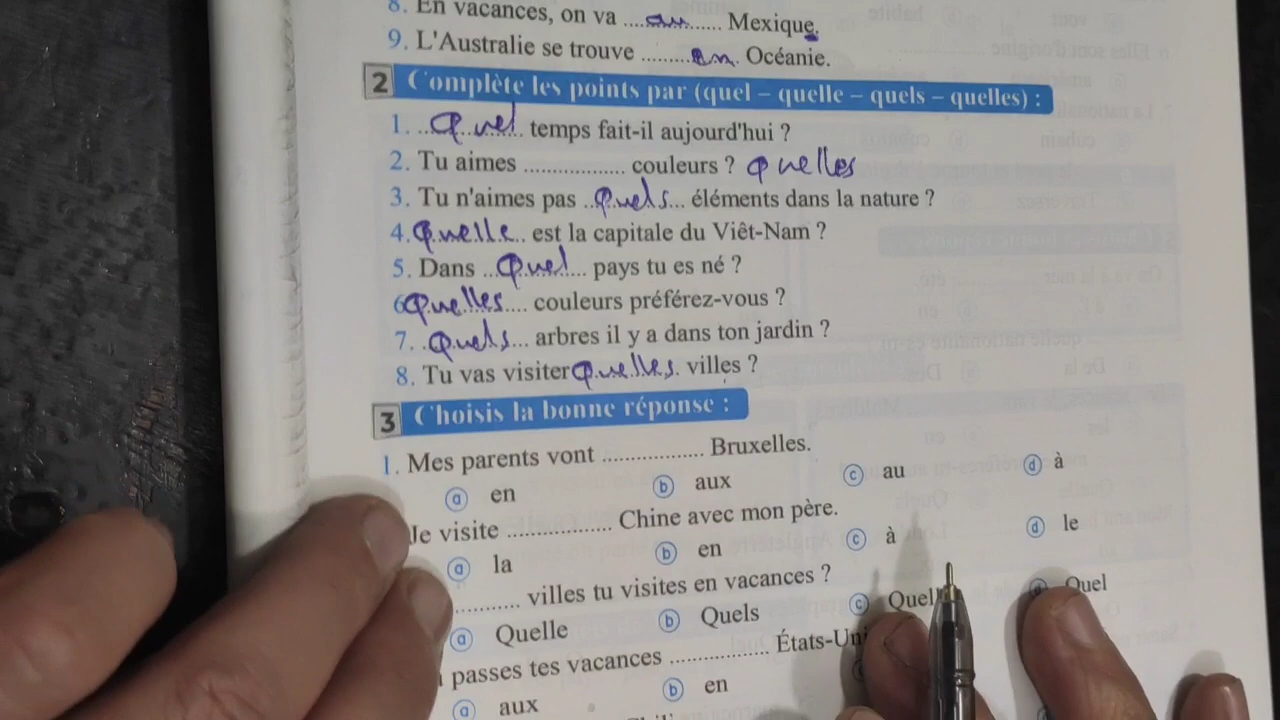 8. En vacances, on va ....au........ Mexique.
9. L'Australie se trouve .........en. Océanie.
2 Complète les points par (quel – quelle – quels – quelles) :
1. ..Quel.. temps fait-il aujourd'hui ?
2. Tu aimes .................. couleurs ? quelles
3. Tu n'aimes pas ..quels... éléments dans la nature ?
4. Quelle.. est la capitale du Viêt-Nam ?
5. Dans ...quel... pays tu es né ?
6 Quelles.... couleurs préférez-vous ?
7. .quels... arbres il y a dans ton jardin ?
8. Tu vas visiter quelles. villes ?
3 Choisis la bonne réponse :
1. Mes parents vont .................. Bruxelles.
a en b aux c au d à
Je visite .................. Chine avec mon père.
a la b en c à d le
........... villes tu visites en vacances ?
a Quelle b Quels c Quel Quel
passes tes vacances ................. États-Uni
a aux b en